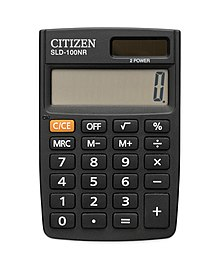 CITIZEN
SLD-100NR
2 POWER
0.
C/CE OFF √ %
MRC M− M+ ÷
7 8 9 ×
4 5 6 −
1 2 3 +
0 · =